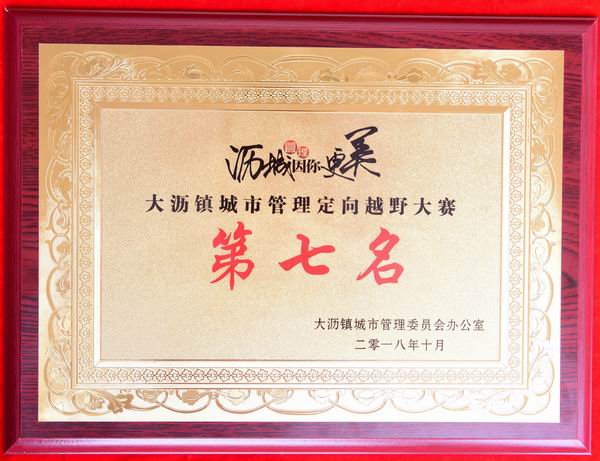 沥城管理因你更美
大沥镇城市管理定向越野大赛
第七名
大沥镇城市管理委员会办公室
二零一八年十月